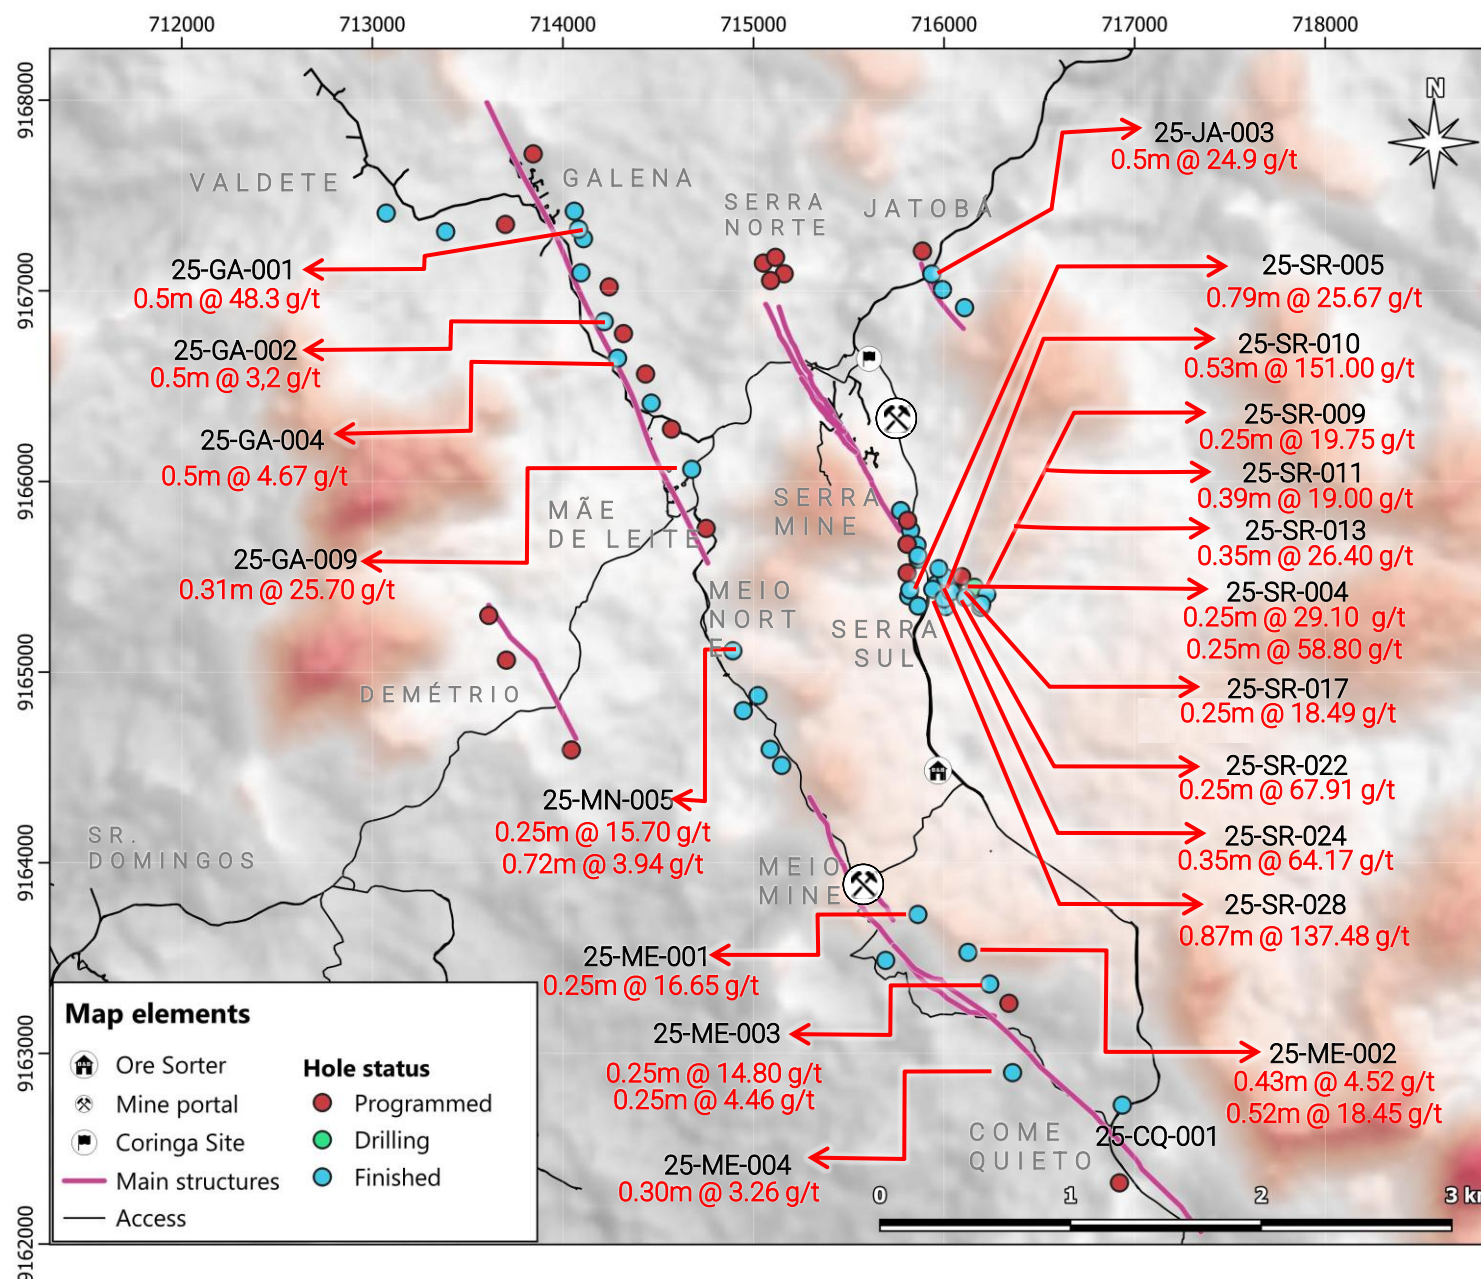 712000 713000 714000 715000 716000 717000 718000
9168000
9167000
9166000
9165000
9164000
9163000
9162000
N
VALDETE
GALENA
SERRA
NORTE
JATOBA
25-JA-003
0.5m @ 24.9 g/t
25-GA-001
0.5m @ 48.3 g/t
25-GA-002
0.5m @ 3,2 g/t
25-GA-004
0.5m @ 4.67 g/t
25-GA-009
0.31m @ 25.70 g/t
25-SR-005
0.79m @ 25.67 g/t
25-SR-010
0.53m @ 151.00 g/t
25-SR-009
0.25m @ 19.75 g/t
25-SR-011
0.39m @ 19.00 g/t
25-SR-013
0.35m @ 26.40 g/t
25-SR-004
0.25m @ 29.10 g/t
0.25m @ 58.80 g/t
25-SR-017
0.25m @ 18.49 g/t
25-SR-022
0.25m @ 67.91 g/t
25-SR-024
0.35m @ 64.17 g/t
25-SR-028
0.87m @ 137.48 g/t
MÃE
DE LEITE
SERRA
MINE
MEIO
NORT
E
SERRA
SUL
DEMÉTRIO
25-MN-005
0.25m @ 15.70 g/t
0.72m @ 3.94 g/t
SR.
DOMINGOS
MEIO
MINE
25-ME-001
0.25m @ 16.65 g/t
25-ME-003
0.25m @ 14.80 g/t
0.25m @ 4.46 g/t
25-ME-002
0.43m @ 4.52 g/t
0.52m @ 18.45 g/t
25-ME-004
0.30m @ 3.26 g/t
COME
QUIETO
25-CQ-001
Map elements
Ore Sorter
Mine portal
Coringa Site
Main structures
Access
Hole status
Programmed
Drilling
Finished
0 1 2 3 km